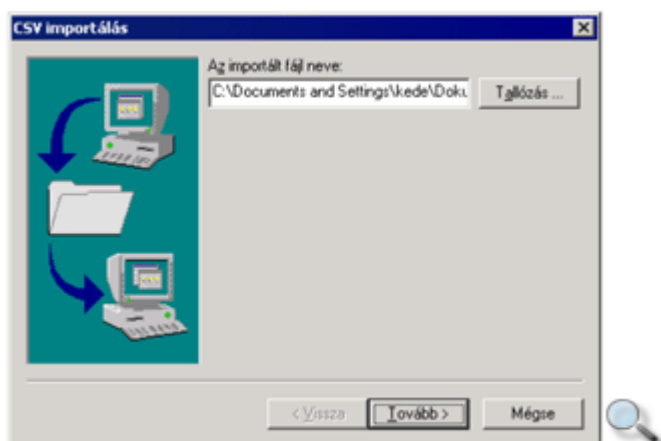 CSV importálás
Az importált fájl neve:
C:\Documents and Settings\kede\Doku
Tallózás ...
< Vissza
Tovább >
Mégse